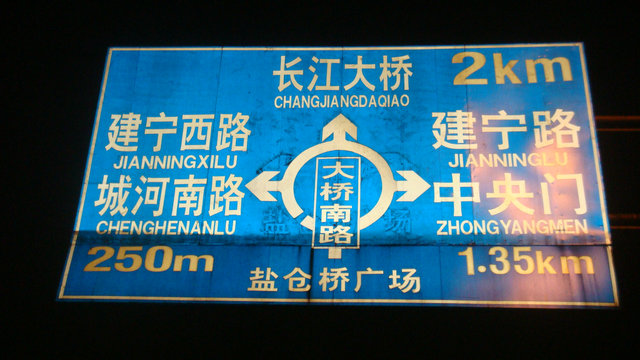 长江大桥 2km
CHANGJIANGDAQIAO
建宁西路
JIANNINGXILU
城河南路
CHENGHENANLU
250m
大桥南路
建宁路
JIANNINGLU
中央门
ZHONGYANGMEN
1.35km
盐仓桥广场